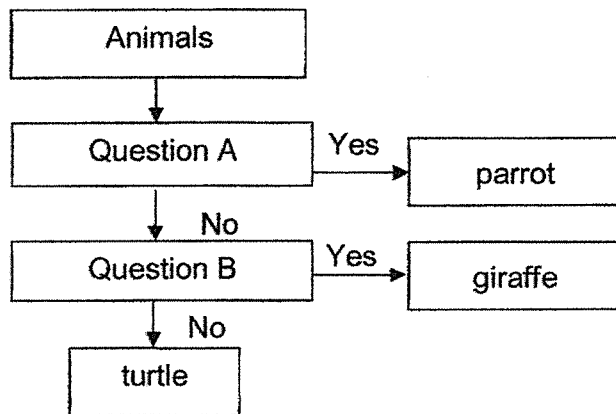 Animals
Question A
Yes
parrot
No
Question B
Yes
giraffe
No
turtle